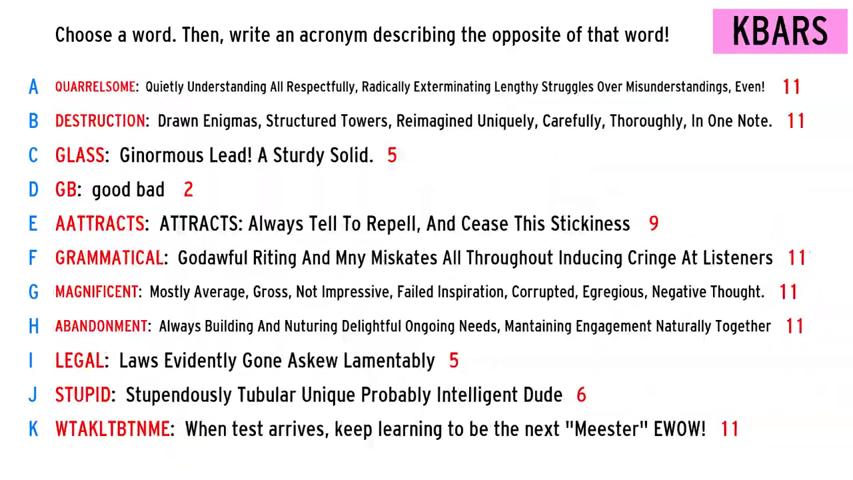 Choose a word. Then, write an acronym describing the opposite of that word!
KBARS
A QUARRELSOME: Quietly Understanding All Respectfully, Radically Exterminating Lengthy Struggles Over Misunderstandings, Even! 11
B DESTRUCTION: Drawn Enigmas, Structured Towers, Reimagined Uniquely, Carefully, Thoroughly, In One Note. 11
C GLASS: Ginormous Lead! A Sturdy Solid. 5
D GB: good bad 2
E AATTRACTS: ATTRACTS: Always Tell To Repell, And Cease This Stickiness 9
F GRAMMATICAL: Godawful Riting And Mny Miskates All Throughout Inducing Cringe At Listeners 11
G MAGNIFICENT: Mostly Average, Gross, Not Impressive, Failed Inspiration, Corrupted, Egregious, Negative Thought. 11
H ABANDONMENT: Always Building And Nuturing Delightful Ongoing Needs, Mantaining Engagement Naturally Together 11
I LEGAL: Laws Evidently Gone Askew Lamentably 5
J STUPID: Stupendously Tubular Unique Probably Intelligent Dude 6
K WTAKLTBTNME: When test arrives, keep learning to be the next "Meester" EWOW! 11